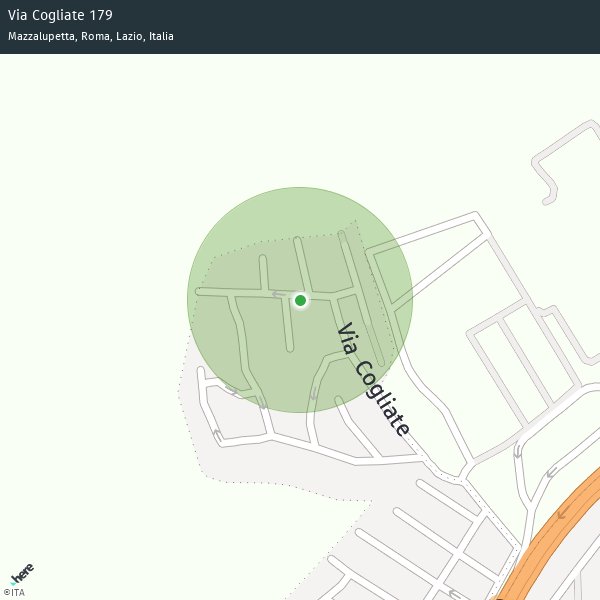 Via Cogliate 179
Mazzalupetta, Roma, Lazio, Italia
Via Cogliate
here
©ITA